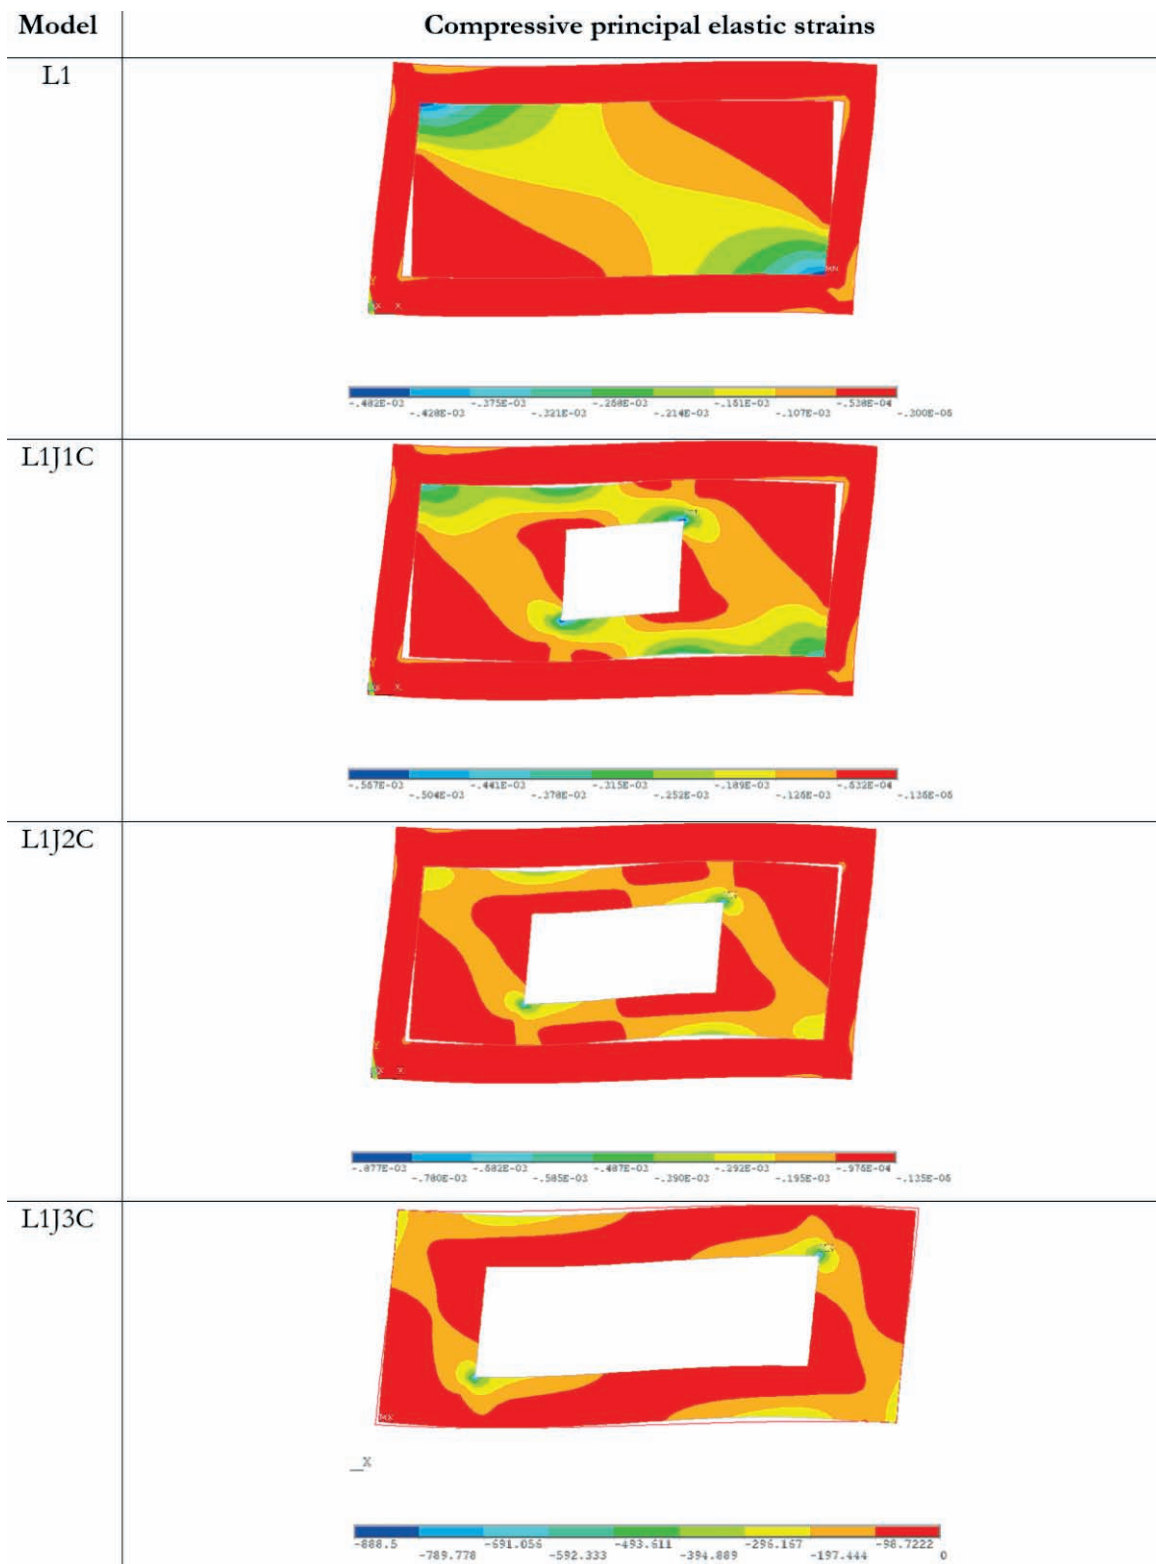 Model Compressive principal elastic strains
L1
MN
Y
X X
-.482E-03 -.375E-03 -.268E-03 -.161E-03 -.538E-04
-.428E-03 -.321E-03 -.214E-03 -.107E-03 -.300E-06
L1J1C
Y
X X
-.567E-03 -.441E-03 -.315E-03 -.189E-03 -.632E-04
-.504E-03 -.378E-03 -.252E-03 -.126E-03 -.136E-06
L1J2C
Y
X X
-.877E-03 -.682E-03 -.487E-03 -.292E-03 -.976E-04
-.780E-03 -.585E-03 -.390E-03 -.195E-03 -.135E-06
L1J3C
X
-888.5 -691.056 -493.611 -296.167 -98.7222
-789.778 -592.333 -394.889 -197.444 0